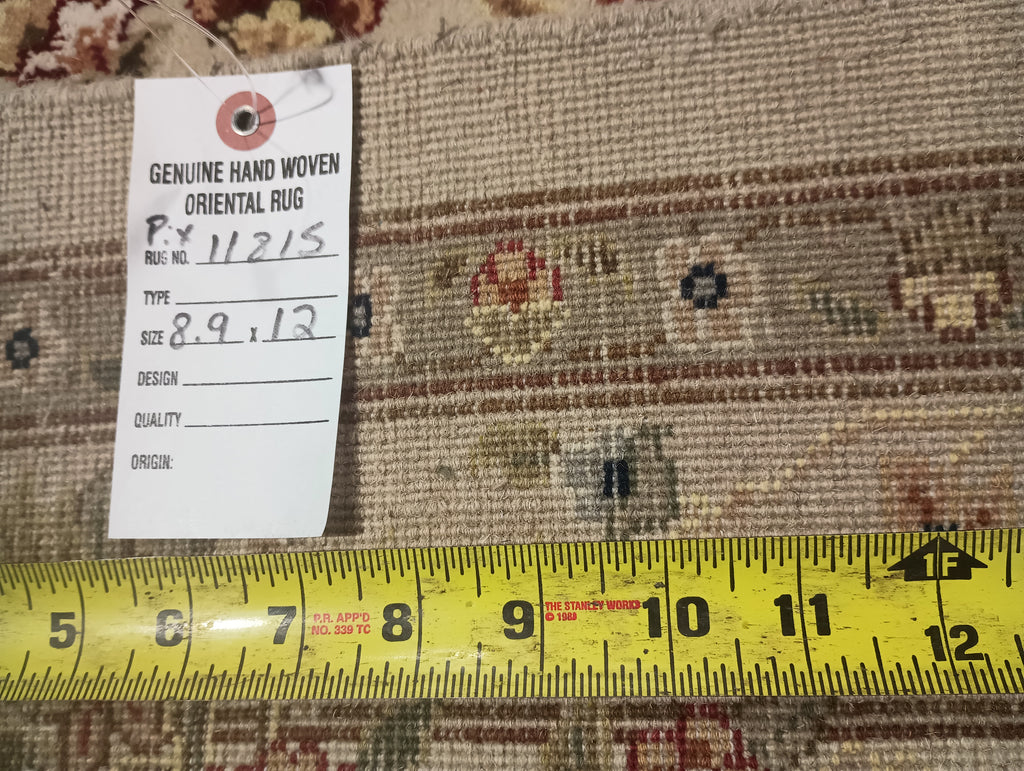 GENUINE HAND WOVEN
ORIENTAL RUG
RUG NO. 11215
TYPE
SIZE 8.9 x 12
DESIGN
QUALITY
ORIGIN:
1F
5 6 7 8 9 10 11 12
P.R. APP'D
NO. 339 TC
THE STANLEY WORKS
© 1989